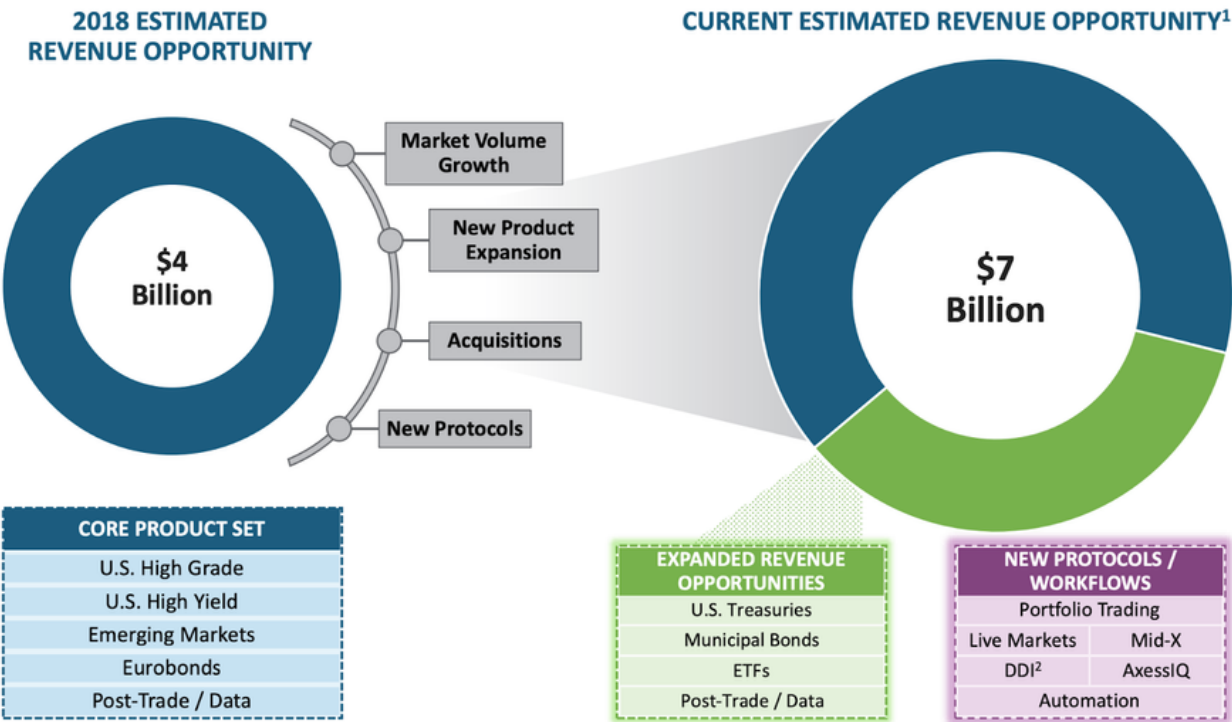 2018 ESTIMATED
REVENUE OPPORTUNITY
CURRENT ESTIMATED REVENUE OPPORTUNITY¹
$4
Billion
Market Volume
Growth
New Product
Expansion
Acquisitions
New Protocols
$7
Billion
CORE PRODUCT SET
U.S. High Grade
U.S. High Yield
Emerging Markets
Eurobonds
Post-Trade / Data
EXPANDED REVENUE
OPPORTUNITIES
U.S. Treasuries
Municipal Bonds
ETFs
Post-Trade / Data
NEW PROTOCOLS /
WORKFLOWS
Portfolio Trading
Live Markets Mid-X
DDI² AxessIQ
Automation